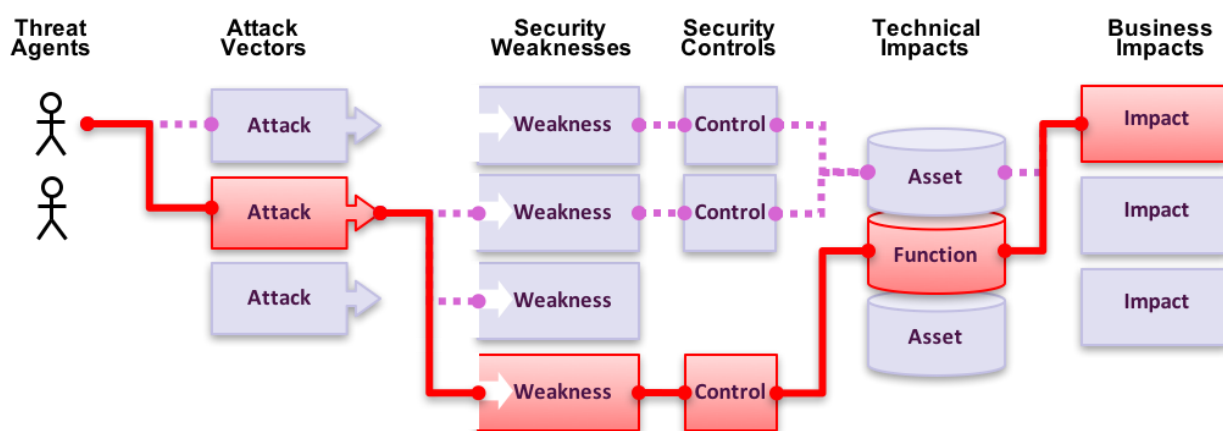 Threat
Agents
Attack
Vectors
Security
Weaknesses
Security
Controls
Technical
Impacts
Business
Impacts
Attack
Weakness
Control
Asset
Impact
Attack
Weakness
Control
Function
Impact
Attack
Weakness
Asset
Impact
Weakness
Control